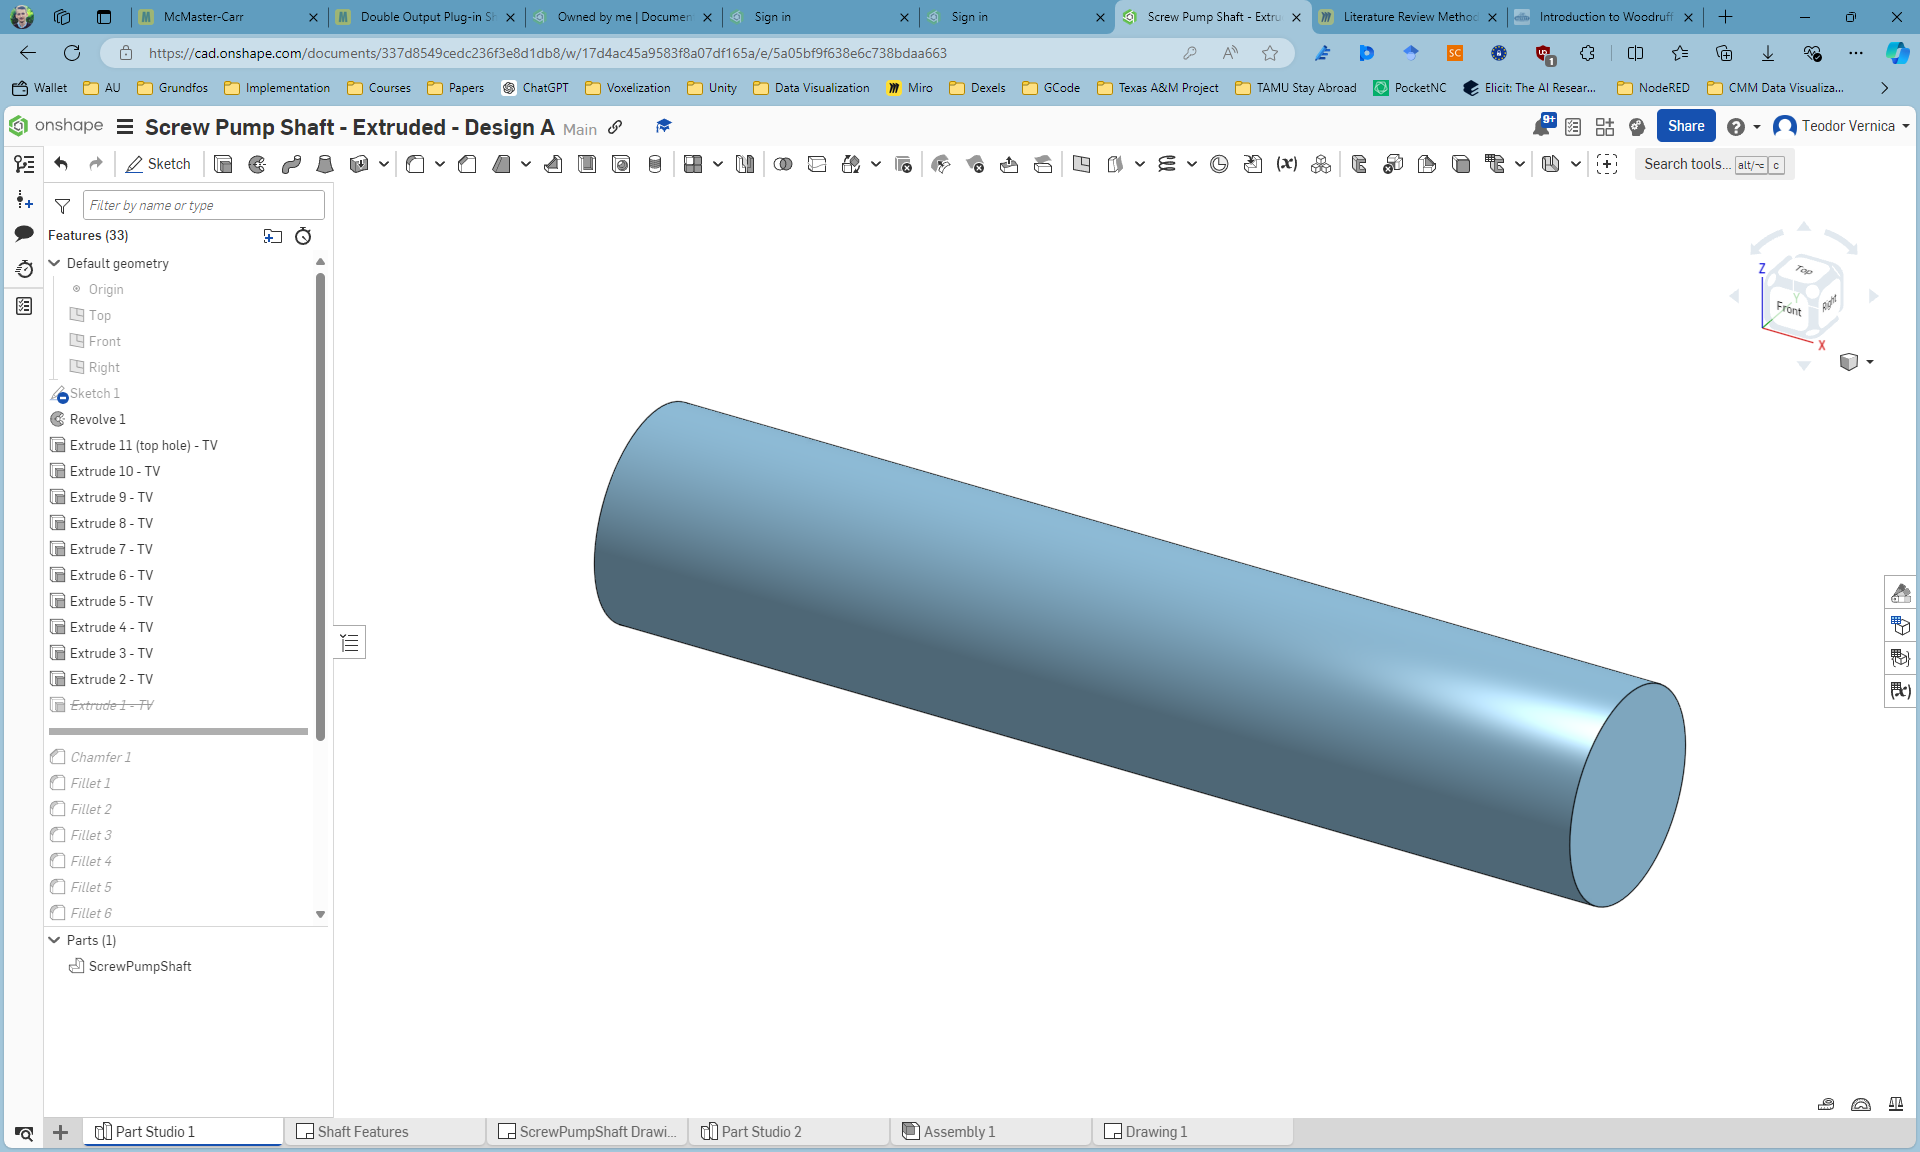 McMaster-Carr
Double Output Plug-in Sh
Owned by me | Documen
Sign in
Sign in
Screw Pump Shaft - Extru
Literature Review Metho
Introduction to Woodruff
https://cad.onshape.com/documents/337d8549cedc236f3e8d1db8/w/17d4ac45a9583f8a07df165a/e/5a05bf9f638e6c738bdaa663
Wallet
AU
Grundfos
Implementation
Courses
Papers
ChatGPT
Voxelization
Unity
Data Visualization
Miro
Dexels
GCode
Texas A&M Project
TAMU Stay Abroad
PocketNC
Elicit: The AI Resear...
NodeRED
CMM Data Visualiza...
onshape
Screw Pump Shaft - Extruded - Design A
Main
9+
Share
Teodor Vernica
Sketch
Search tools... alt/⌥ c
Filter by name or type
Features (33)
Default geometry
Origin
Top
Front
Right
Sketch 1
Revolve 1
Extrude 11 (top hole) - TV
Extrude 10 - TV
Extrude 9 - TV
Extrude 8 - TV
Extrude 7 - TV
Extrude 6 - TV
Extrude 5 - TV
Extrude 4 - TV
Extrude 3 - TV
Extrude 2 - TV
Extrude 1 - TV
Chamfer 1
Fillet 1
Fillet 2
Fillet 3
Fillet 4
Fillet 5
Fillet 6
Parts (1)
ScrewPumpShaft
Z
Top
Y
Front
Right
X
Part Studio 1
Shaft Features
ScrewPumpShaft Drawi...
Part Studio 2
Assembly 1
Drawing 1